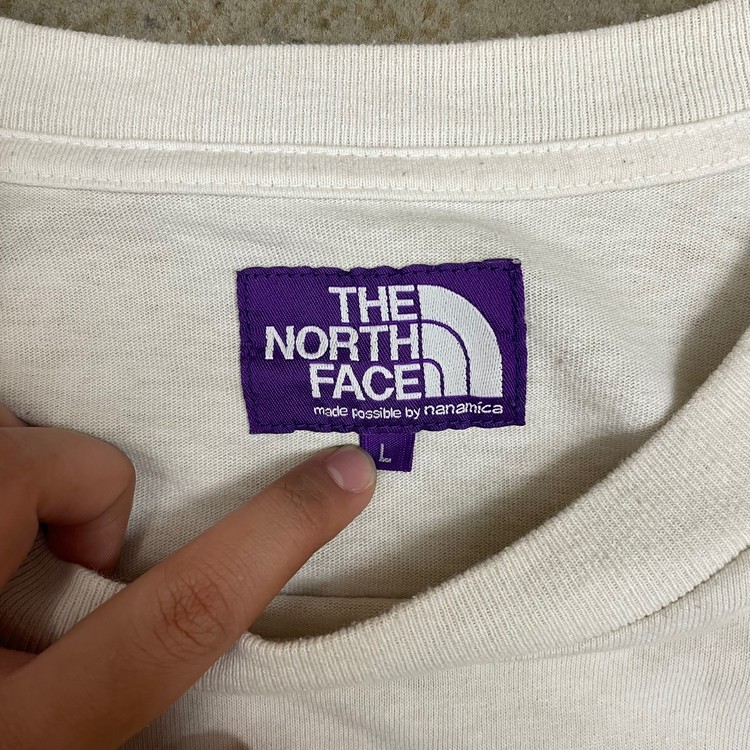 THE
NORTH
FACE
made possible by nanamica
L